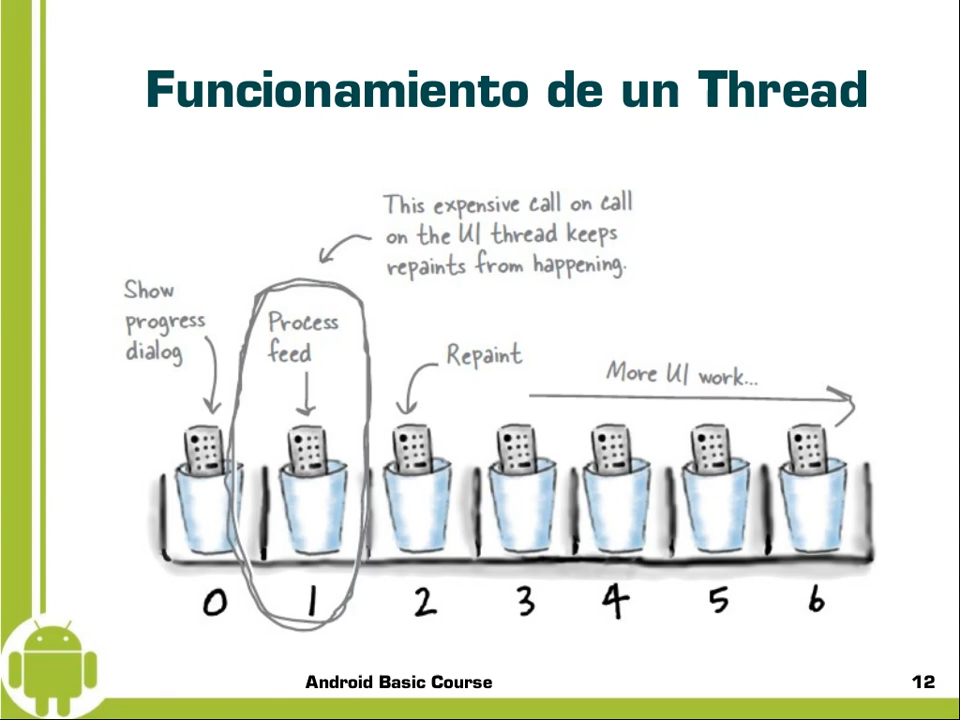 Funcionamiento de un Thread
This expensive call on call
on the UI thread keeps
repaints from happening.
Show
progress
dialog
Process
feed
Repaint
More UI work...
0 1 2 3 4 5 6
Android Basic Course
12